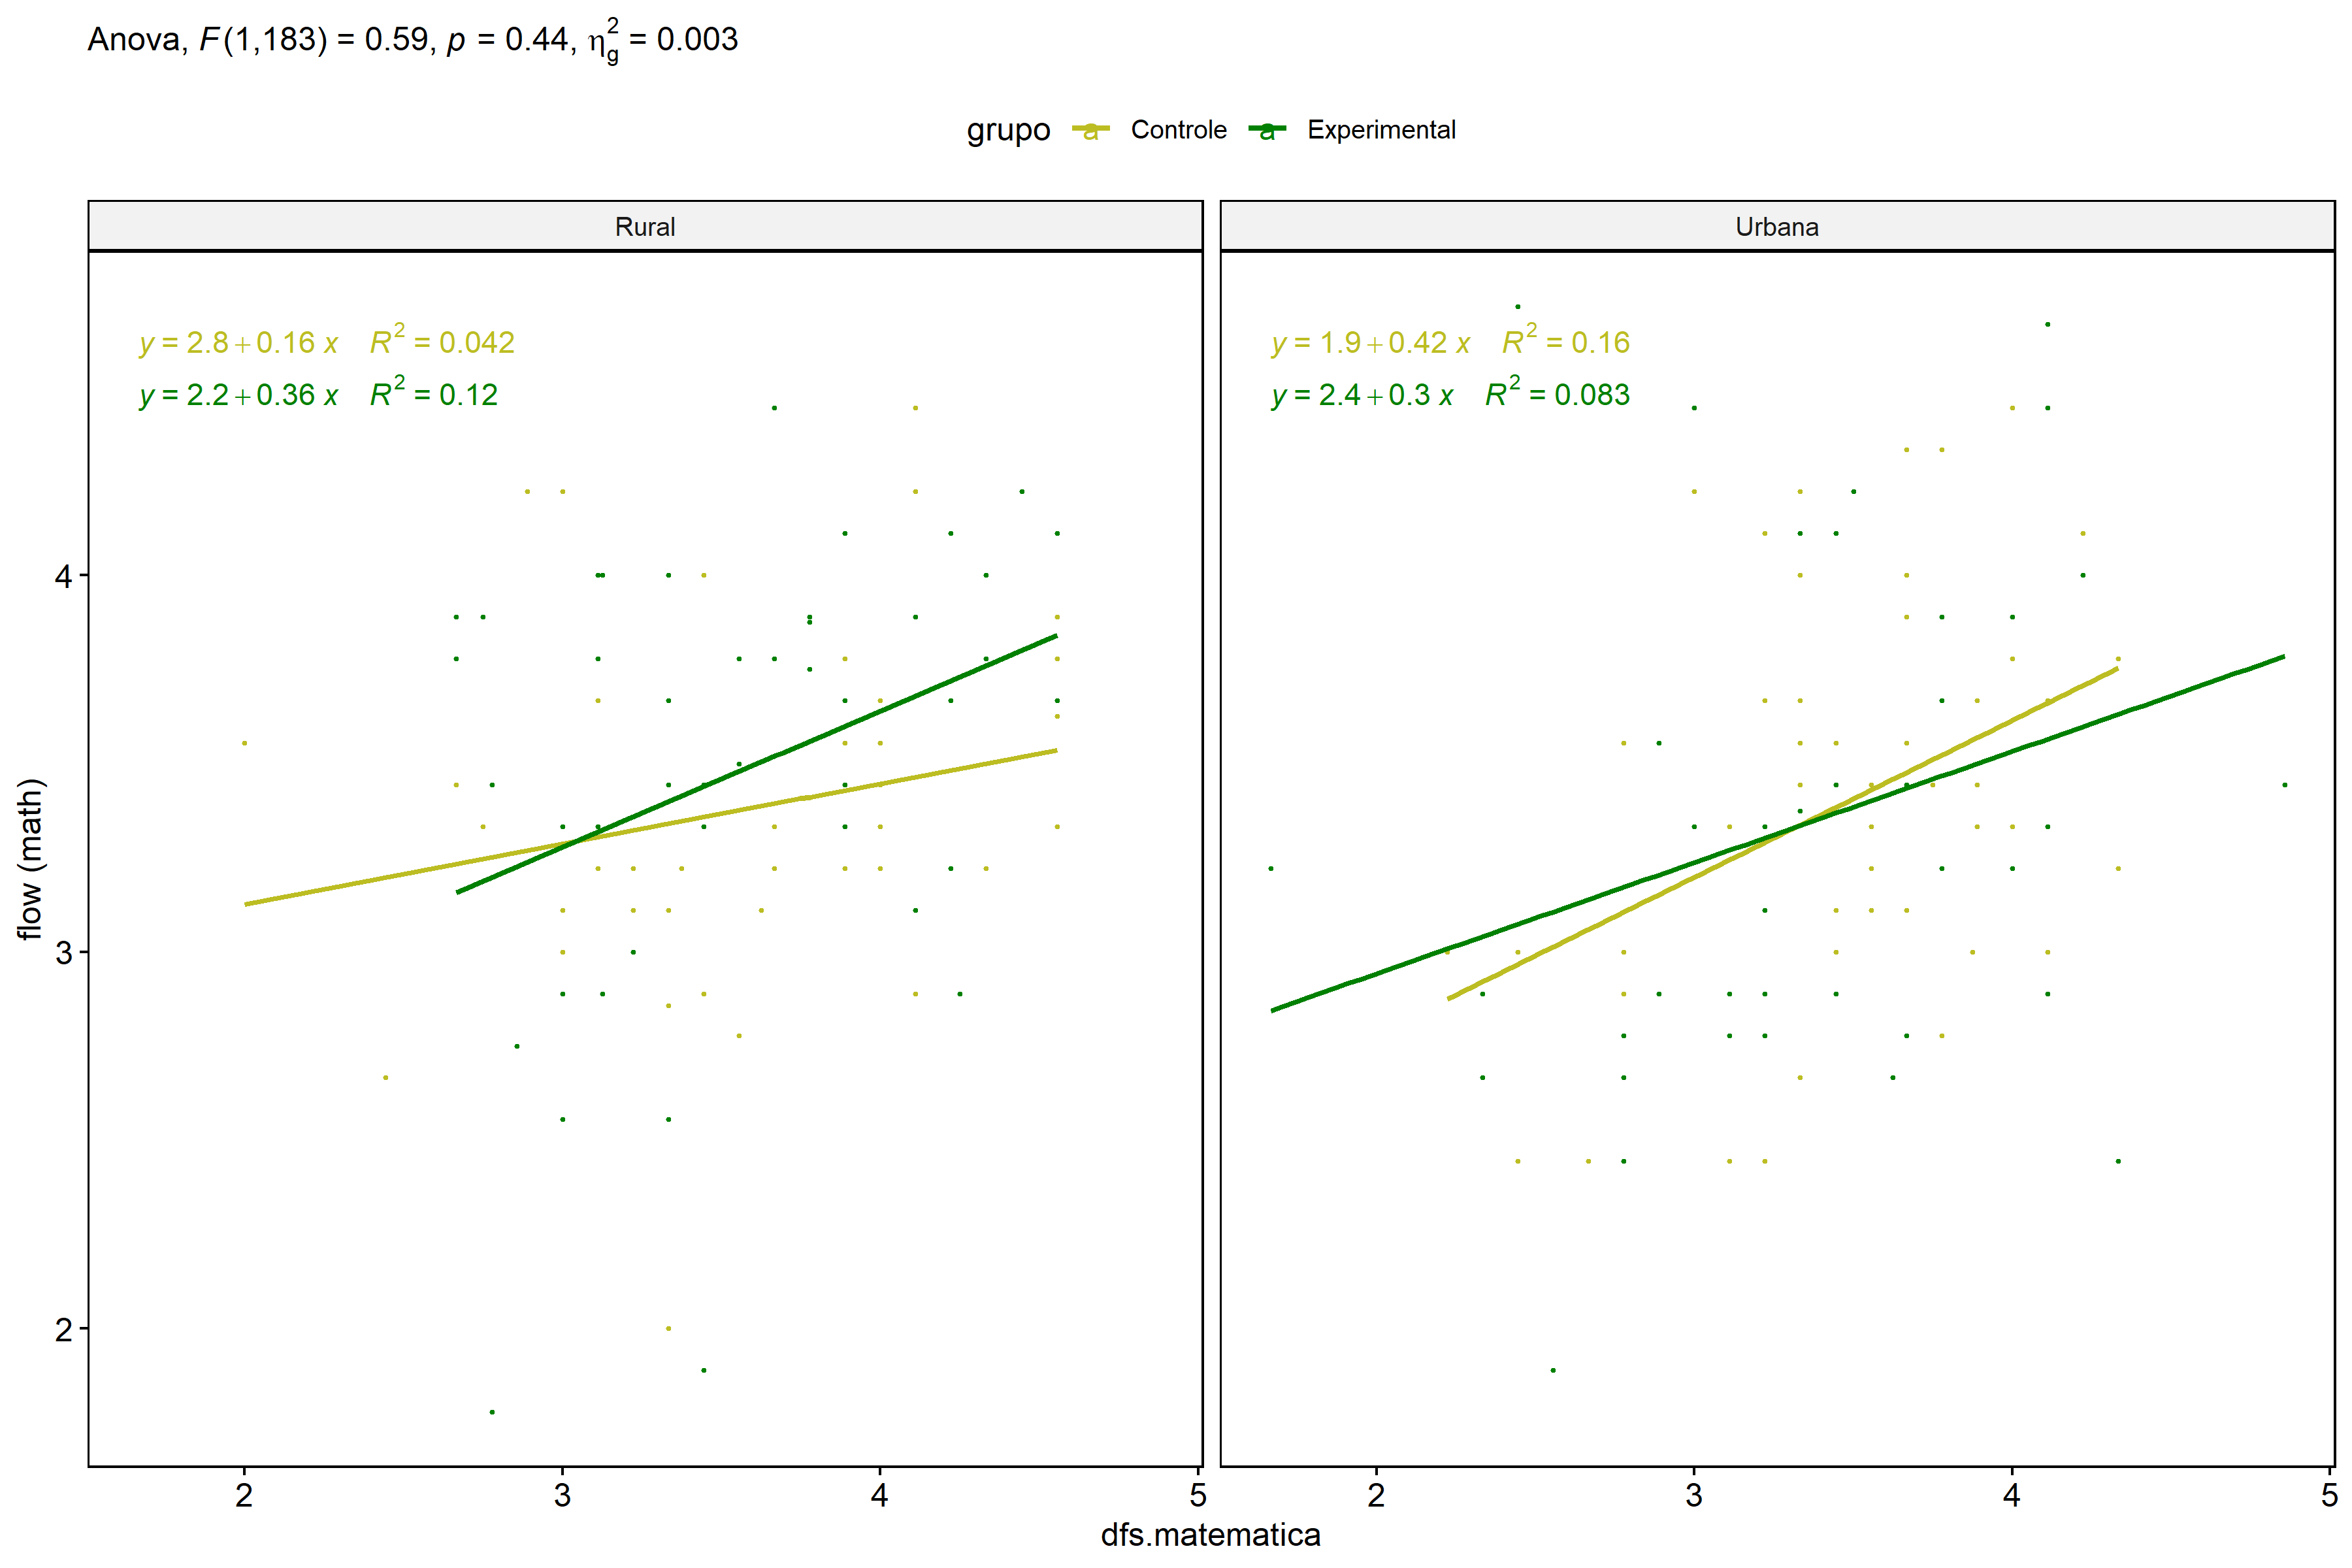 Anova, F(1,183) = 0.59, p = 0.44, η²g = 0.003
grupo a Controle a Experimental
Rural
Urbana
y = 2.8 + 0.16 x R² = 0.042
y = 2.2 + 0.36 x R² = 0.12
y = 1.9 + 0.42 x R² = 0.16
y = 2.4 + 0.3 x R² = 0.083
flow (math)
4
3
2
2 3 4 5
2 3 4 5
dfs.matematica